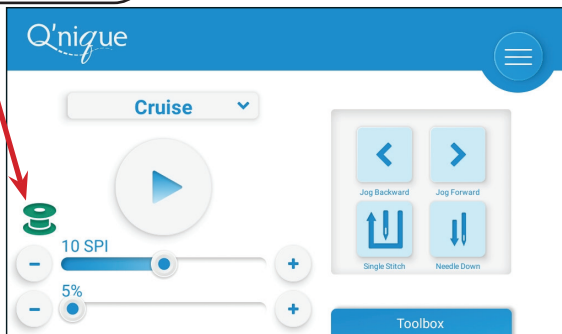 Q'nique
Cruise
Jog Backward
Jog Forward
10 SPI
Single Stitch
Needle Down
5%
Toolbox